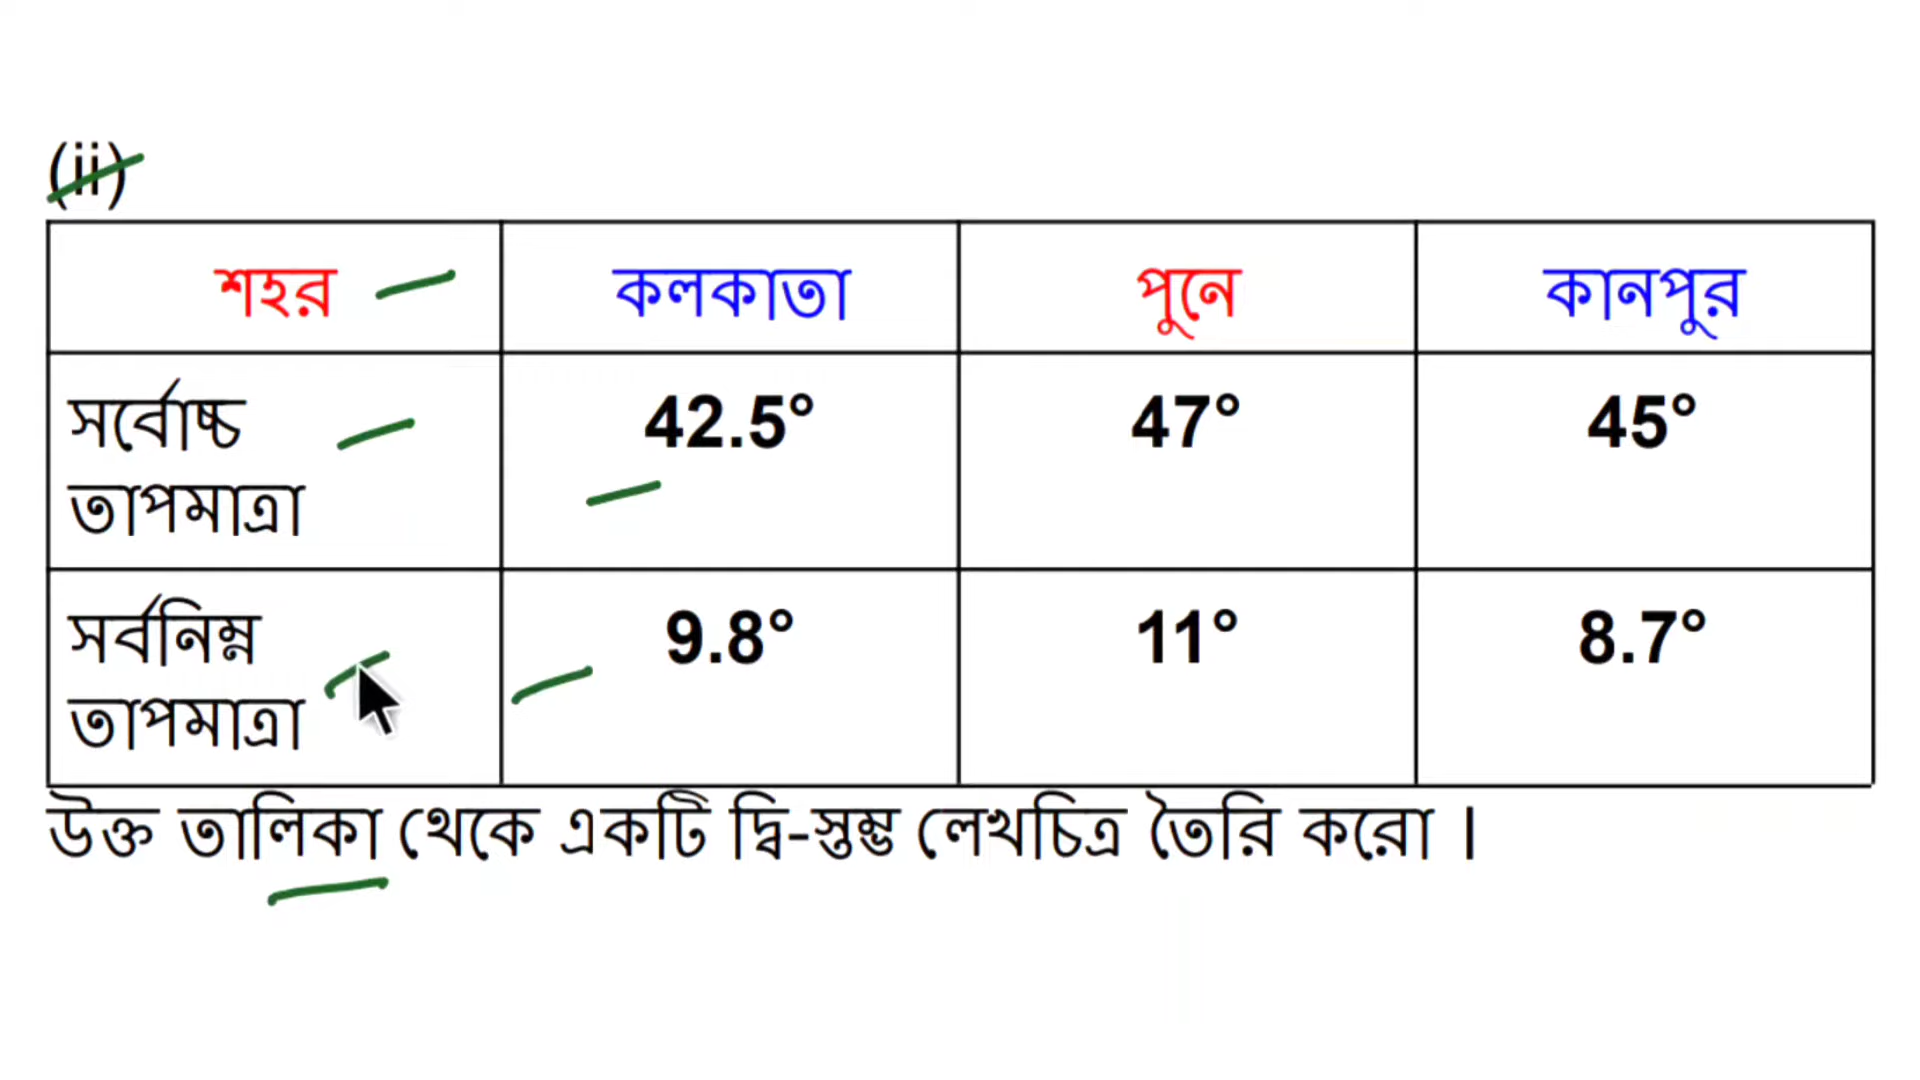 (ii)
শহর কলকাতা পুনে কানপুর
সর্বোচ্চ তাপমাত্রা 42.5° 47° 45°
সর্বনিম্ন তাপমাত্রা 9.8° 11° 8.7°
উক্ত তালিকা থেকে একটি দ্বি-স্তম্ভ লেখচিত্র তৈরি করো ।